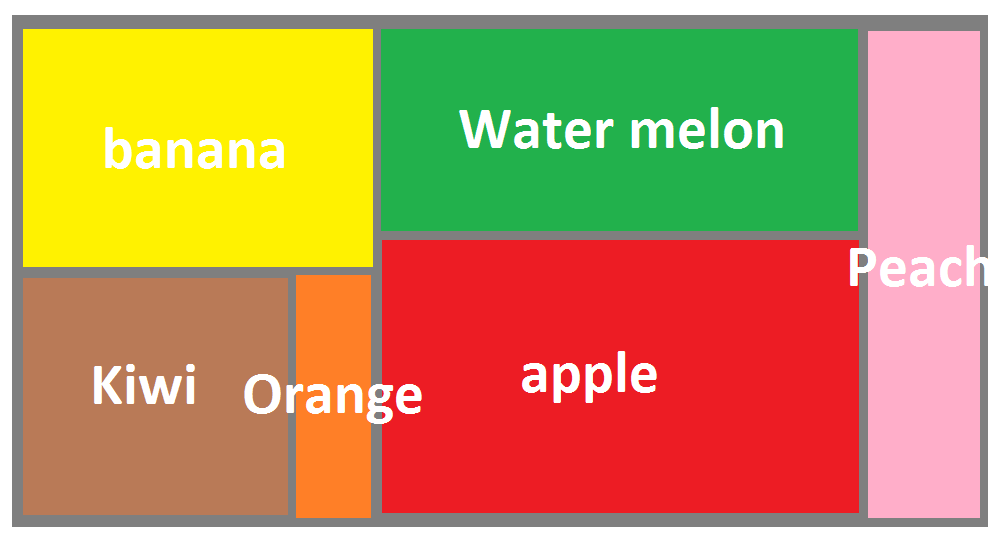 banana
Water melon
Peach
Kiwi
Orange
apple